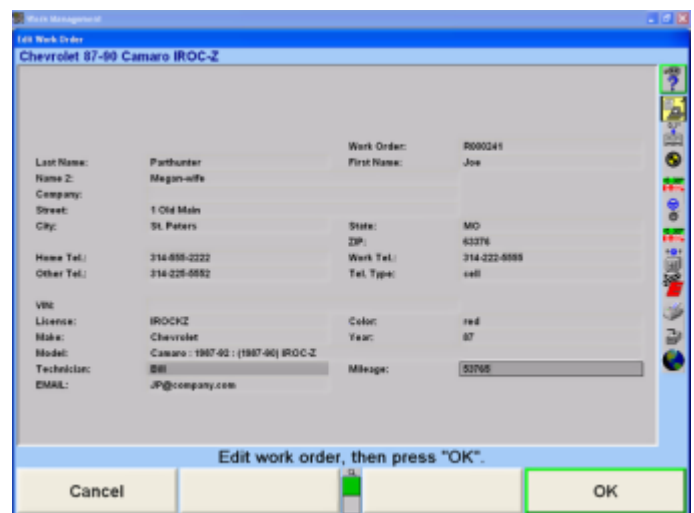 Work Management
Edit Work Order
Chevrolet 87-90 Camaro IROC-Z
Work Order: R000241
Last Name: Parthunter First Name: Joe
Name 2: Megan-wife
Company:
Street: 1 Old Main
City: St. Peters State: MO
ZIP: 63376
Home Tel.: 314-555-2222 Work Tel.: 314-222-5555
Other Tel.: 314-225-5552 Tel. Type: cell
VIN:
License: IROCKZ Color: red
Make: Chevrolet Year: 87
Model: Camaro : 1987-92 : (1987-90) IROC-Z
Technician: Bill Mileage: 53765
EMAIL: JP@company.com
Edit work order, then press "OK".
Cancel OK